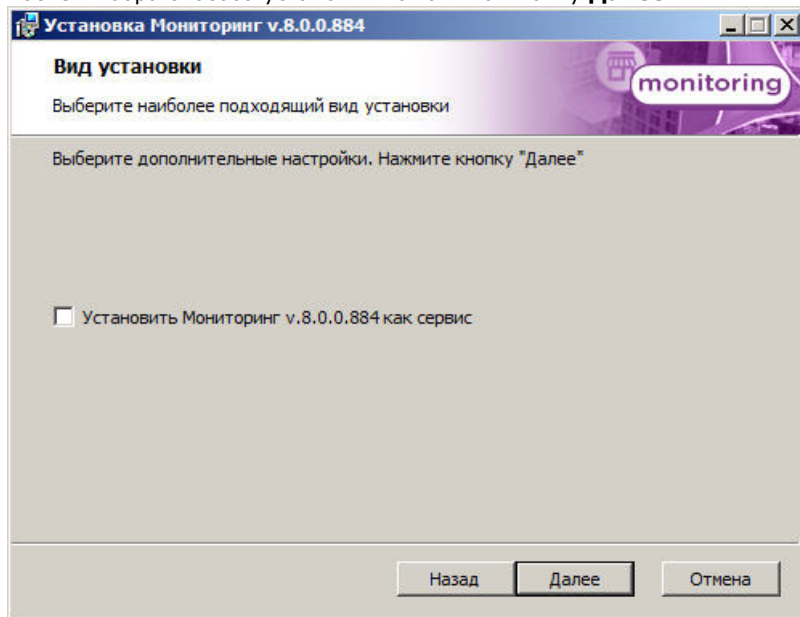 Установка Мониторинг v.8.0.0.884
Вид установки
Выберите наиболее подходящий вид установки
monitoring
Выберите дополнительные настройки. Нажмите кнопку "Далее"
Установить Мониторинг v.8.0.0.884 как сервис
Назад
Далее
Отмена